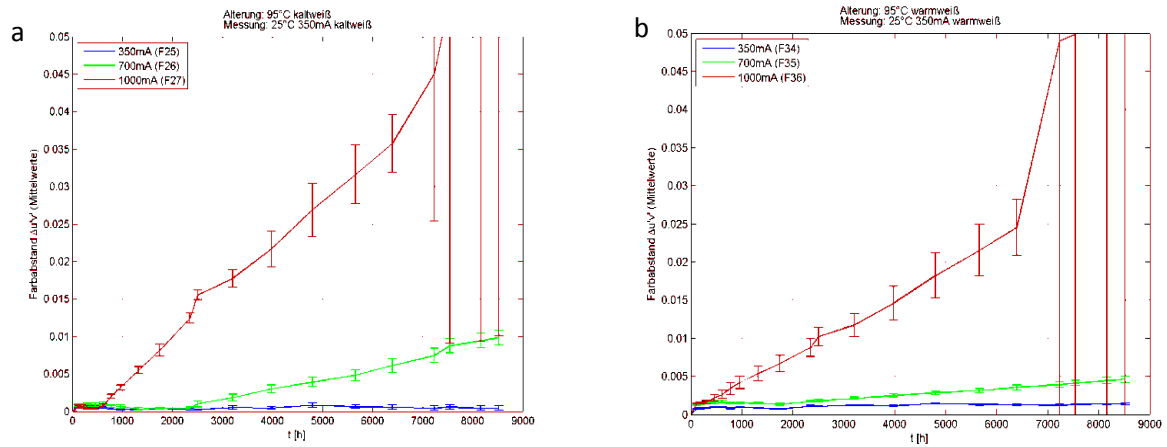 a
Alterung: 95°C kaltweiß
Messung: 25°C 350mA kaltweiß
350mA (F25)
700mA (F26)
1000mA (F27)
Farbabstand Δu'v' (Mittelwerte)
0.05
0.045
0.04
0.035
0.03
0.025
0.02
0.015
0.01
0.005
0
0 1000 2000 3000 4000 5000 6000 7000 8000 9000
t [h]
b
Alterung: 95°C warmweiß
Messung: 25°C 350mA warmweiß
350mA (F34)
700mA (F35)
1000mA (F36)
Farbabstand Δu'v' (Mittelwerte)
0.05
0.045
0.04
0.035
0.03
0.025
0.02
0.015
0.01
0.005
0
0 1000 2000 3000 4000 5000 6000 7000 8000 9000
t [h]